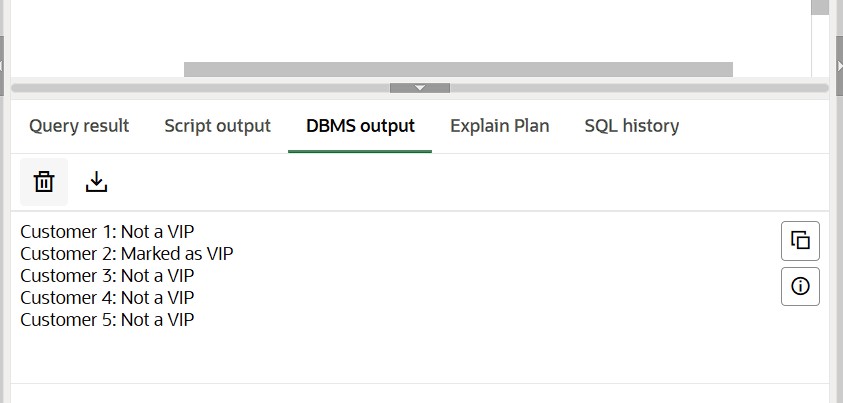 Query result Script output DBMS output Explain Plan SQL history
Customer 1: Not a VIP
Customer 2: Marked as VIP
Customer 3: Not a VIP
Customer 4: Not a VIP
Customer 5: Not a VIP